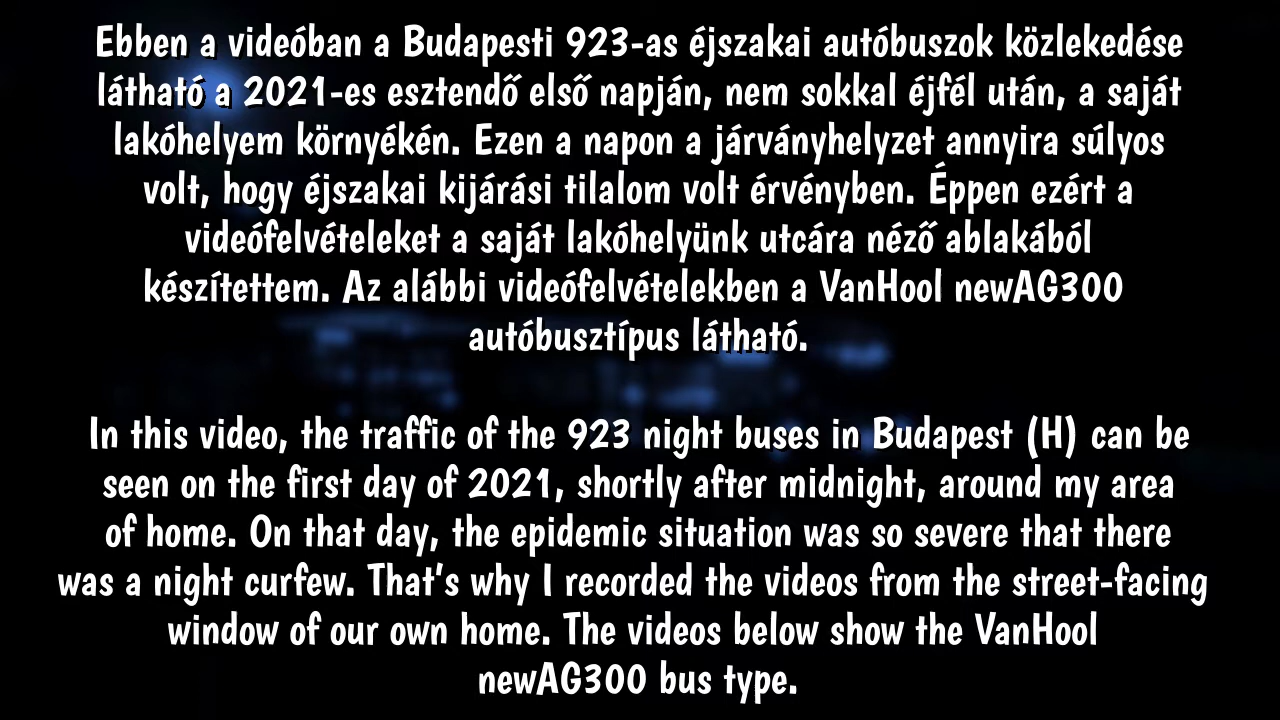 Ebben a videóban a Budapesti 923-as éjszakai autóbuszok közlekedése
látható a 2021-es esztendő első napján, nem sokkal éjfél után, a saját
lakóhelyem környékén. Ezen a napon a járványhelyzet annyira súlyos
volt, hogy éjszakai kijárási tilalom volt érvényben. Éppen ezért a
videófelvételeket a saját lakóhelyünk utcára néző ablakából
készítettem. Az alábbi videófelvételekben a VanHool newAG300
autóbusztípus látható.
In this video, the traffic of the 923 night buses in Budapest (H) can be
seen on the first day of 2021, shortly after midnight, around my area
of home. On that day, the epidemic situation was so severe that there
was a night curfew. That's why I recorded the videos from the street-facing
window of our own home. The videos below show the VanHool
newAG300 bus type.